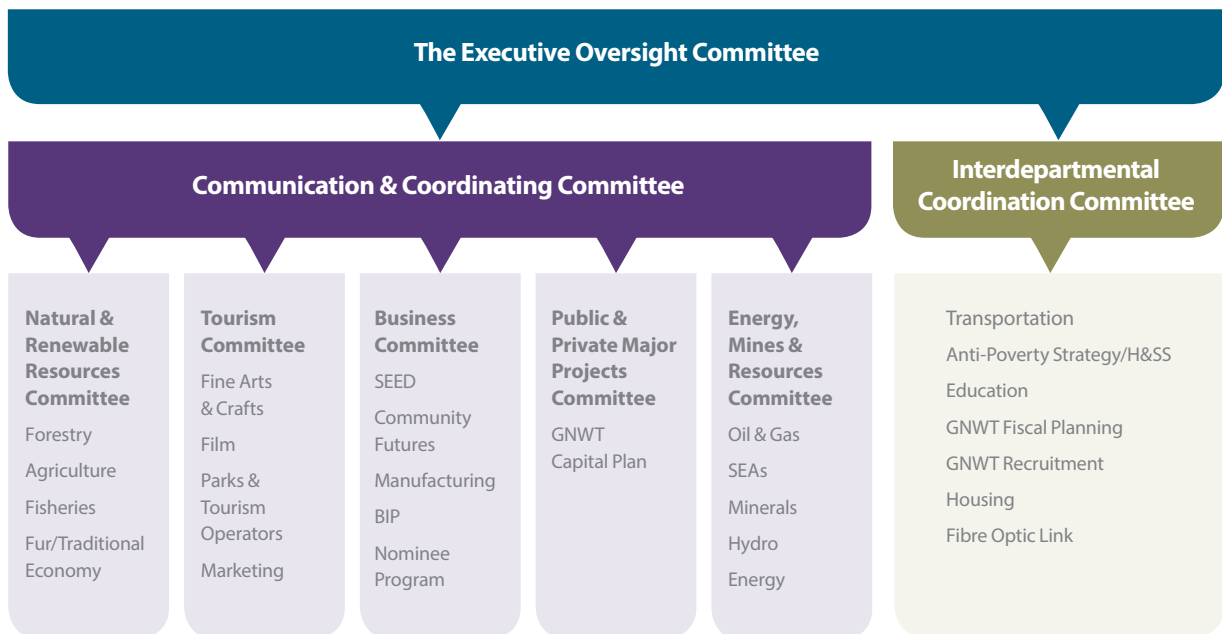 The Executive Oversight Committee
Communication & Coordinating Committee
Interdepartmental
Coordination Committee
Natural &
Renewable
Resources
Committee
Forestry
Agriculture
Fisheries
Fur/Traditional
Economy
Tourism
Committee
Fine Arts
& Crafts
Film
Parks &
Tourism
Operators
Marketing
Business
Committee
SEED
Community
Futures
Manufacturing
BIP
Nominee
Program
Public &
Private Major
Projects
Committee
GNWT
Capital Plan
Energy,
Mines &
Resources
Committee
Oil & Gas
SEAs
Minerals
Hydro
Energy
Transportation
Anti-Poverty Strategy/H&SS
Education
GNWT Fiscal Planning
GNWT Recruitment
Housing
Fibre Optic Link